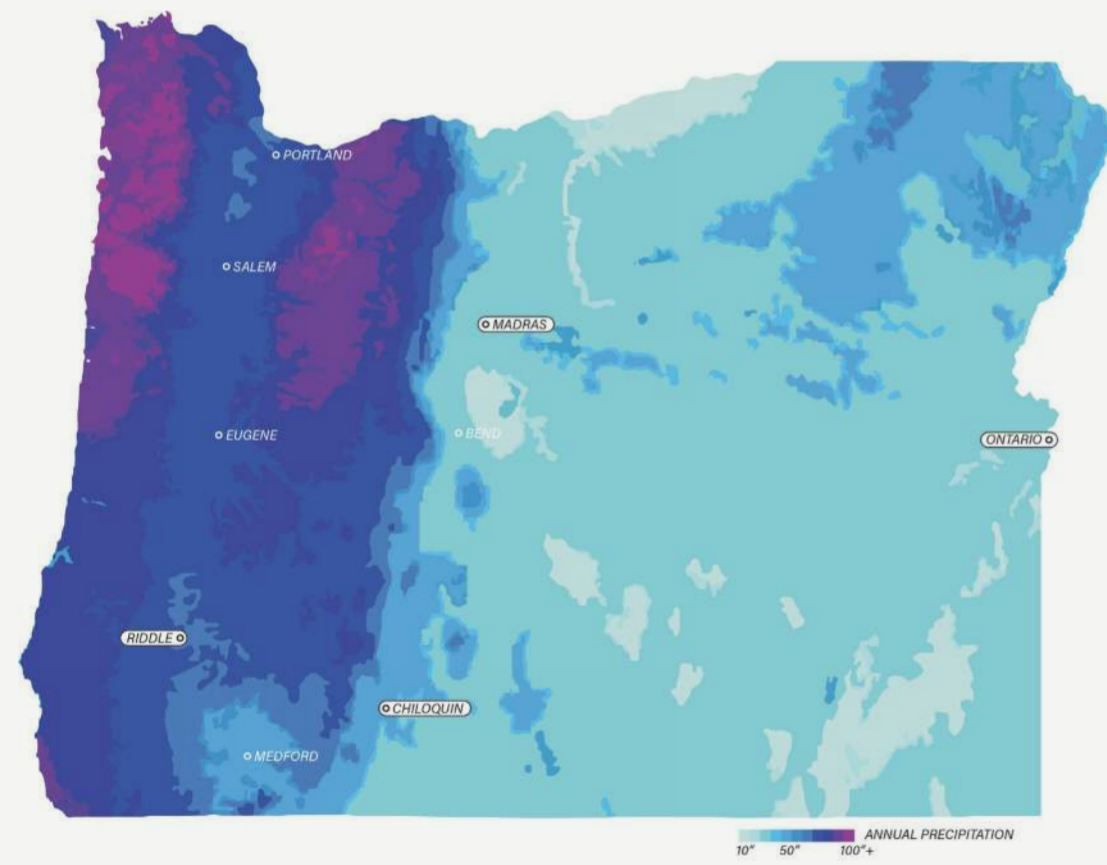 PORTLAND
SALEM
MADRAS
EUGENE
BEND
ONTARIO
RIDDLE
CHILOQUIN
MEDFORD
ANNUAL PRECIPITATION
10" 50" 100"+